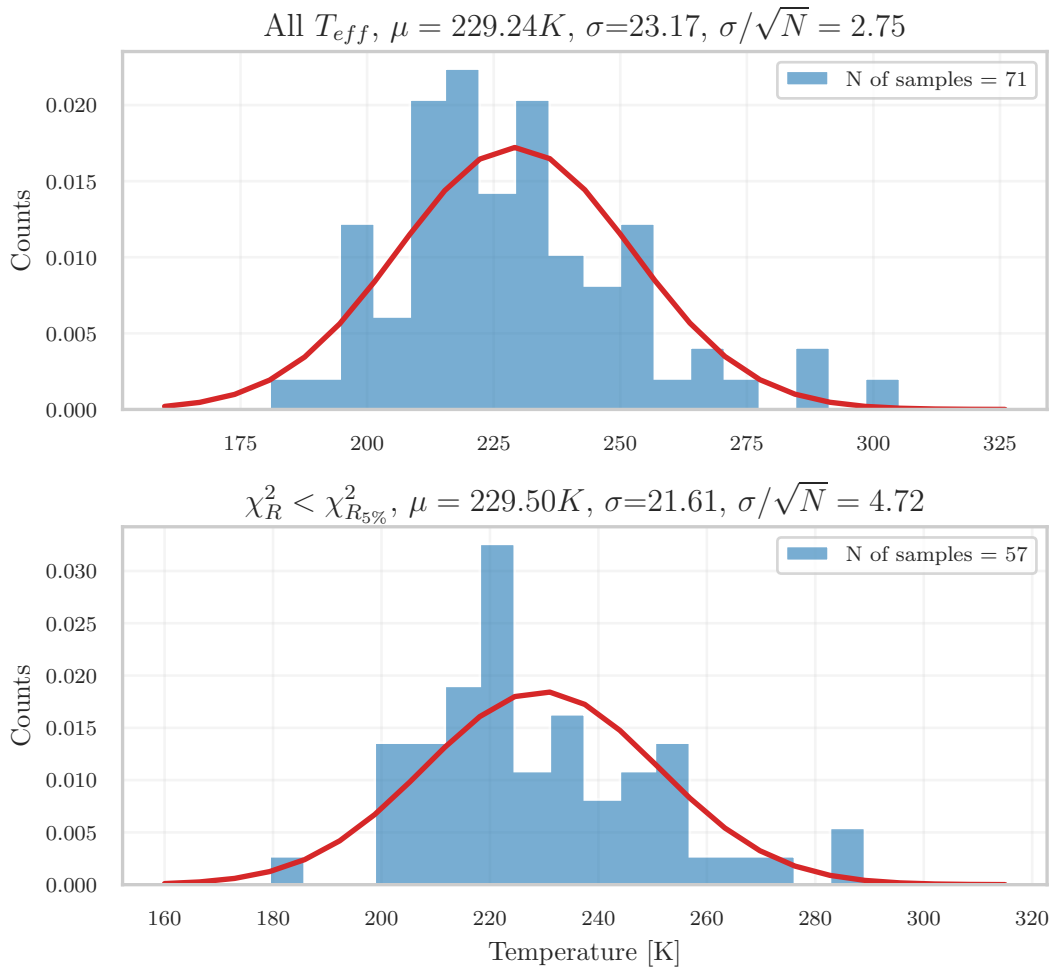 All $T_{eff}$, $\mu = 229.24K$, $\sigma$=23.17, $\sigma/\sqrt{N} = 2.75$
N of samples = 71
0.020
0.015
0.010
0.005
0.000
Counts
175 200 225 250 275 300 325
$\chi^2_R < \chi^2_{R_{5\%}}$, $\mu = 229.50K$, $\sigma$=21.61, $\sigma/\sqrt{N} = 4.72$
N of samples = 57
0.030
0.025
0.020
0.015
0.010
0.005
0.000
Counts
160 180 200 220 240 260 280 300 320
Temperature [K]